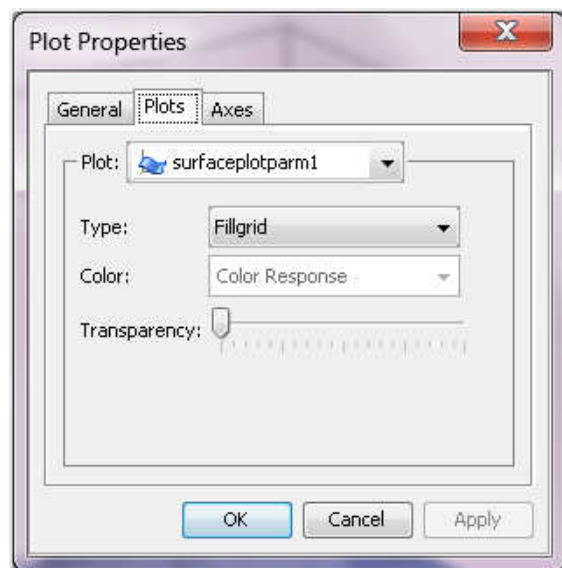 Plot Properties
General Plots Axes
Plot: surfaceplotparm1
Type: Fillgrid
Color: Color Response
Transparency:
OK Cancel Apply